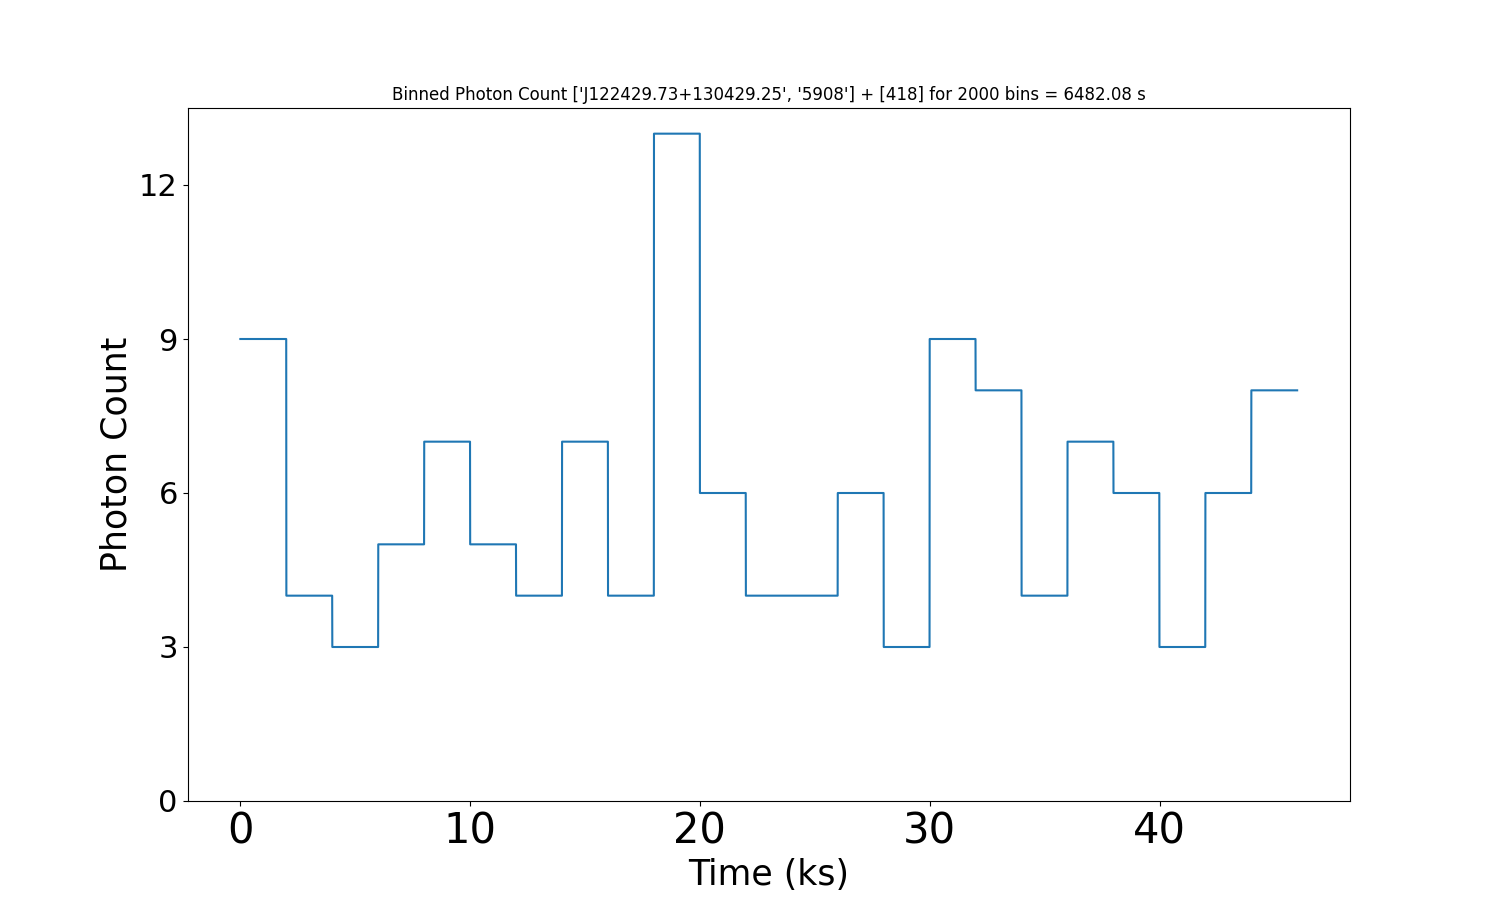 Binned Photon Count ['J122429.73+130429.25', '5908'] + [418] for 2000 bins = 6482.08 s
12
9
6
3
0
Photon Count
0 10 20 30 40
Time (ks)